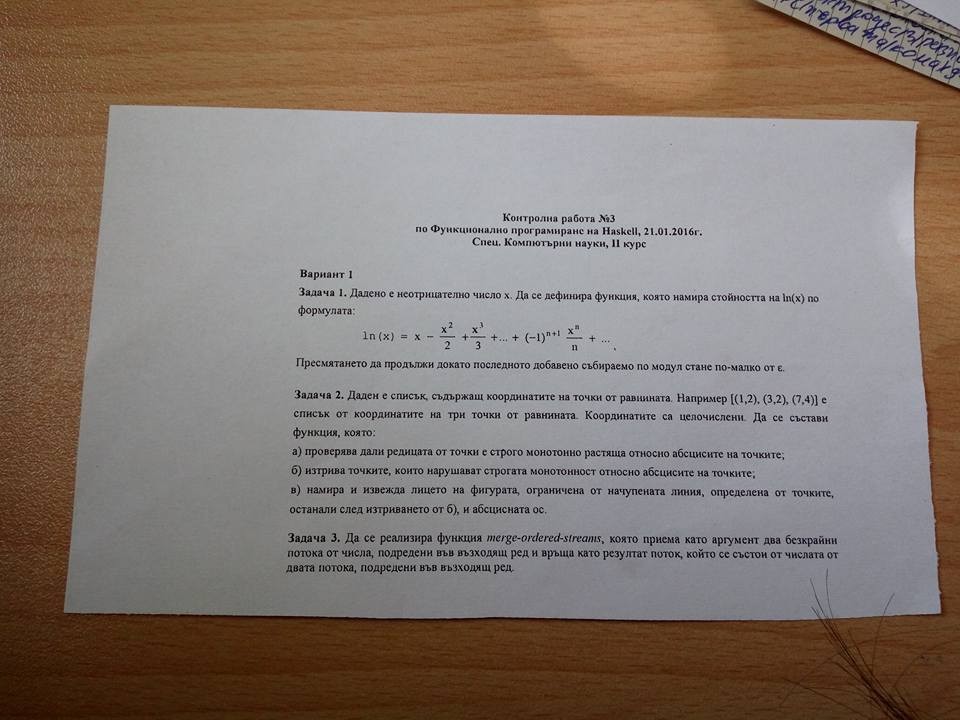 Контролна работа №3
по Функционално програмиране на Haskell, 21.01.2016г.
Спец. Компютърни науки, II курс
Вариант 1
Задача 1. Дадено е неотрицателно число x. Да се дефинира функция, която намира стойността на ln(x) по
формулата:
ln(x) = x − x²/2 + x³/3 +... + (−1)ⁿ⁺¹ xⁿ/n + ... .
Пресмятането да продължи докато последното добавено събираемо по модул стане по-малко от ε.
Задача 2. Даден е списък, съдържащ координатите на точки от равнината. Например [(1,2), (3,2), (7,4)] е
списък от координатите на три точки от равнината. Координатите са целочислени. Да се състави
функция, която:
а) проверява дали редицата от точки е строго монотонно растяща относно абсцисите на точките;
б) изтрива точките, които нарушават строгата монотонност относно абсцисите на точките;
в) намира и извежда лицето на фигурата, ограничена от начупената линия, определена от точките,
останали след изтриването от б), и абсцисната ос.
Задача 3. Да се реализира функция merge-ordered-streams, която приема като аргумент два безкрайни
потока от числа, подредени във възходящ ред и връща като резултат поток, който се състои от числата от
двата потока, подредени във възходящ ред.